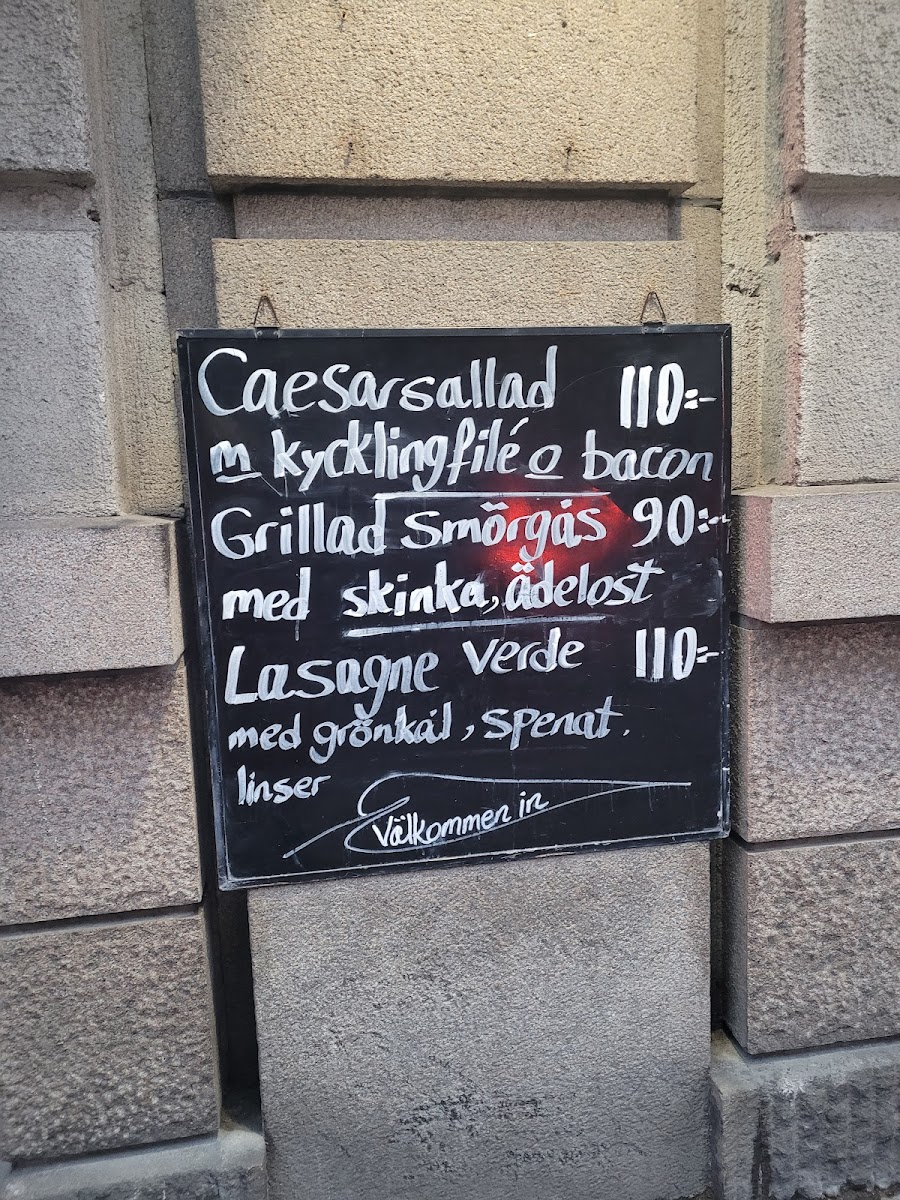 Caesarsallad 110:-
m kycklingfilé o bacon
Grillad smörgås 90:-
med skinka, ädelost
Lasagne verde 110:-
med grönkål, spenat.
linser
Välkommen in